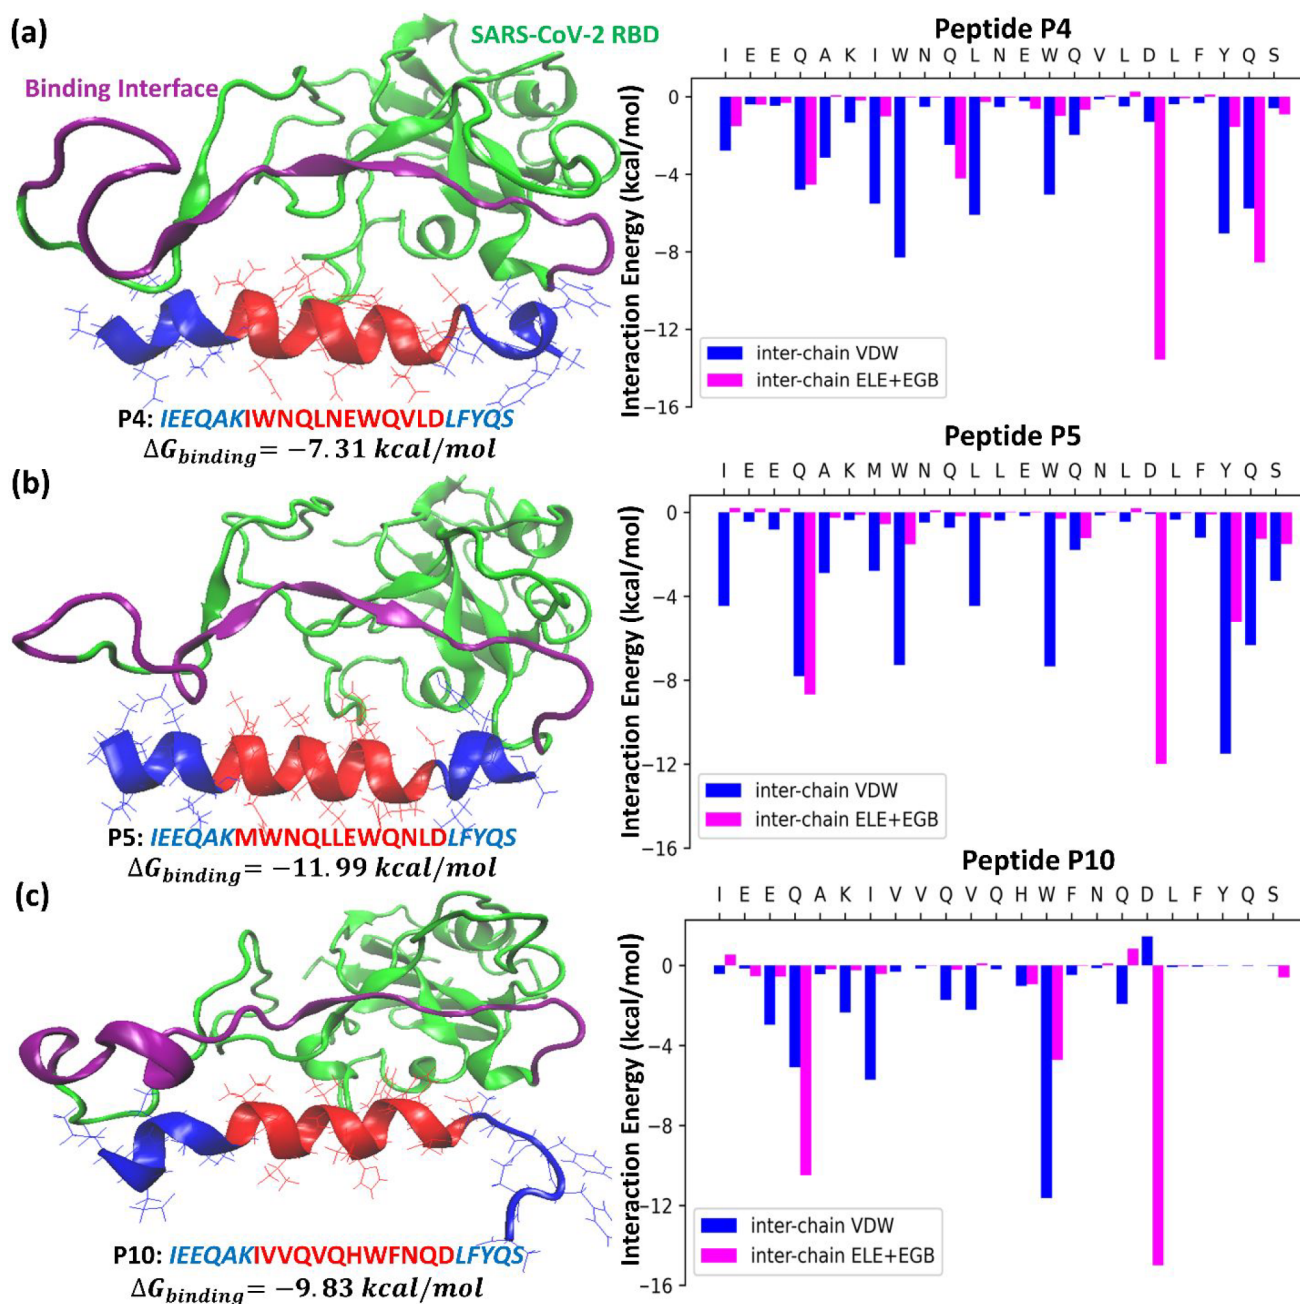 (a)
SARS-CoV-2 RBD
Binding Interface
P4: IEEQAKIWNQLNEWQVLDLFYQS
ΔG_binding = −7.31 kcal/mol
Peptide P4
I E E Q A K I W N Q L N E W Q V L D L F Y Q S
Interaction Energy (kcal/mol)
0
−4
−8
−12
−16
inter-chain VDW
inter-chain ELE+EGB
(b)
P5: IEEQAKMWNQLLEWQNLDLFYQS
ΔG_binding = −11.99 kcal/mol
Peptide P5
I E E Q A K M W N Q L L E W Q N L D L F Y Q S
Interaction Energy (kcal/mol)
0
−4
−8
−12
−16
inter-chain VDW
inter-chain ELE+EGB
(c)
P10: IEEQAKIVVQVQHWFNQDLFYQS
ΔG_binding = −9.83 kcal/mol
Peptide P10
I E E Q A K I V V Q V Q H W F N Q D L F Y Q S
Interaction Energy (kcal/mol)
0
−4
−8
−12
−16
inter-chain VDW
inter-chain ELE+EGB